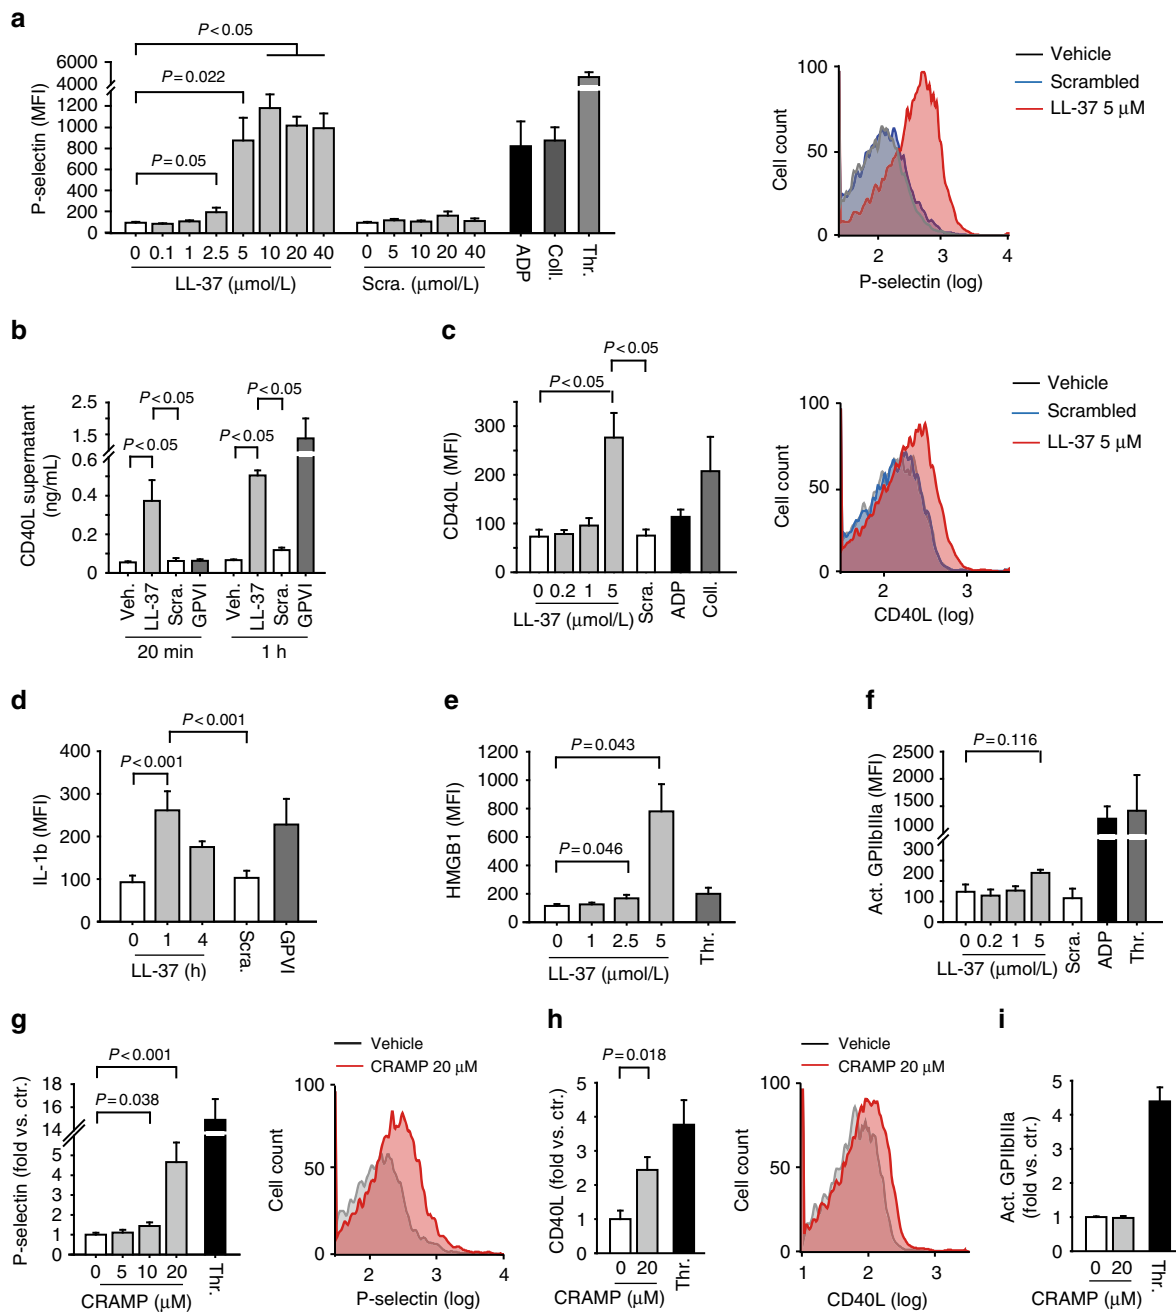 a
P<0.05
P=0.022
P=0.05
P-selectin (MFI)
6000
4000
1200
1000
800
600
400
200
0
0 0.1 1 2.5 5 10 20 40
LL-37 (μmol/L)
0 5 10 20 40
Scra. (μmol/L)
ADP
Coll.
Thr.
Cell count
100
50
0
2 3 4
P-selectin (log)
Vehicle
Scrambled
LL-37 5 μM
b
CD40L supernatant
(ng/mL)
2.5
1.5
0.6
0.4
0.2
0
P<0.05
P<0.05
P<0.05
P<0.05
Veh.
LL-37
Scra.
GPVI
Veh.
LL-37
Scra.
GPVI
20 min
1 h
c
P<0.05
P<0.05
CD40L (MFI)
300
200
100
0
0 0.2 1 5
LL-37 (μmol/L)
Scra.
ADP
Coll.
Cell count
100
50
0
2 3
CD40L (log)
Vehicle
Scrambled
LL-37 5 μM
d
P<0.001
P<0.001
IL-1b (MFI)
400
300
200
100
0
0 1 4
LL-37 (h)
Scra.
GPVI
e
P=0.043
P=0.046
HMGB1 (MFI)
1200
1000
800
600
400
200
0
0 1 2.5 5
LL-37 (μmol/L)
Thr.
f
P=0.116
Act. GPIIbIIIa (MFI)
2500
2000
1500
1000
300
200
100
0
0 0.2 1 5
LL-37 (μmol/L)
Scra.
ADP
Thr.
g
P<0.001
P=0.038
P-selectin (fold vs. ctr.)
18
16
14
5
4
3
2
1
0
0 5 10 20
CRAMP (μM)
Thr.
Vehicle
CRAMP 20 μM
Cell count
100
50
0
2 3 4
P-selectin (log)
h
P=0.018
CD40L (fold vs. ctr.)
5
4
3
2
1
0
0 20
CRAMP (μM)
Thr.
Vehicle
CRAMP 20 μM
Cell count
100
50
0
1 2 3
CD40L (log)
i
Act. GPIIbIIIa
(fold vs. ctr.)
5
4
3
2
1
0
0 20
CRAMP (μM)
Thr.